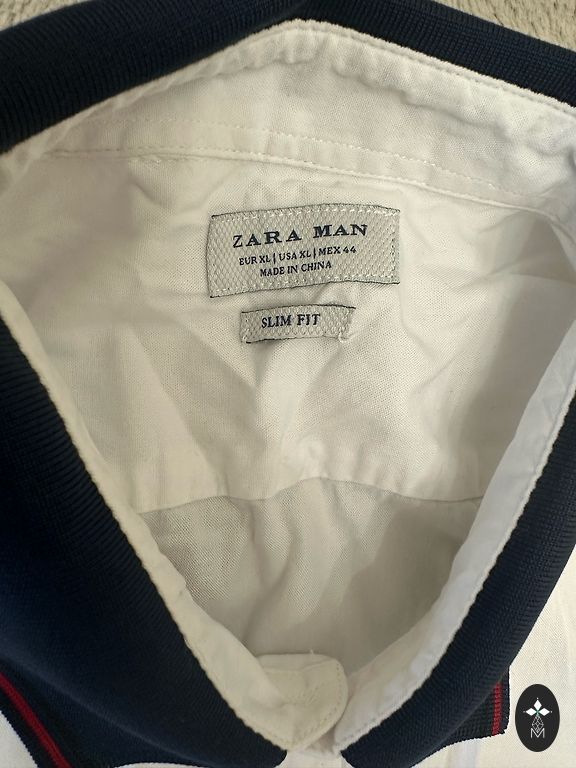 ZARA MAN
EUR XL | USA XL | MEX 44
MADE IN CHINA
SLIM FIT